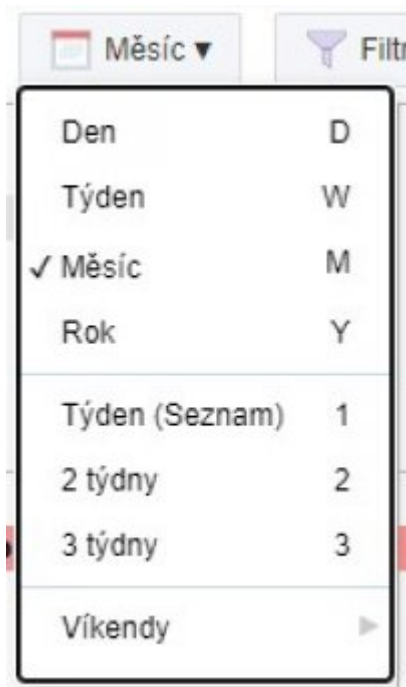 Měsíc ▾ Filtr
Den D
Týden W
✓ Měsíc M
Rok Y
Týden (Seznam) 1
2 týdny 2
3 týdny 3
Víkendy ▸